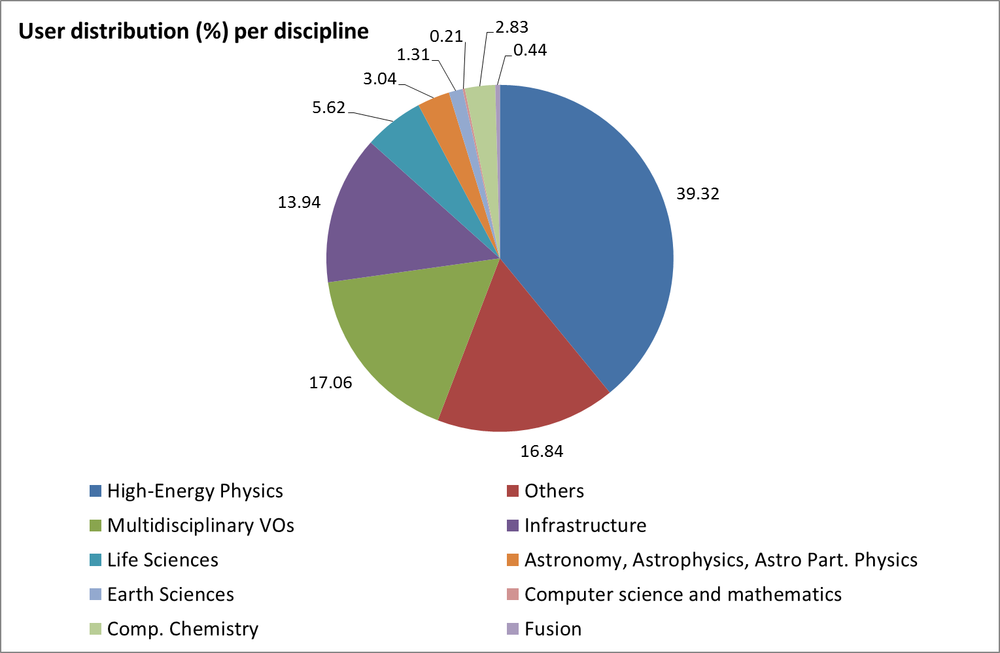 User distribution (%) per discipline
2.83
0.21
0.44
1.31
3.04
5.62
39.32
13.94
17.06
16.84
High-Energy Physics
Others
Multidisciplinary VOs
Infrastructure
Life Sciences
Astronomy, Astrophysics, Astro Part. Physics
Earth Sciences
Computer science and mathematics
Comp. Chemistry
Fusion